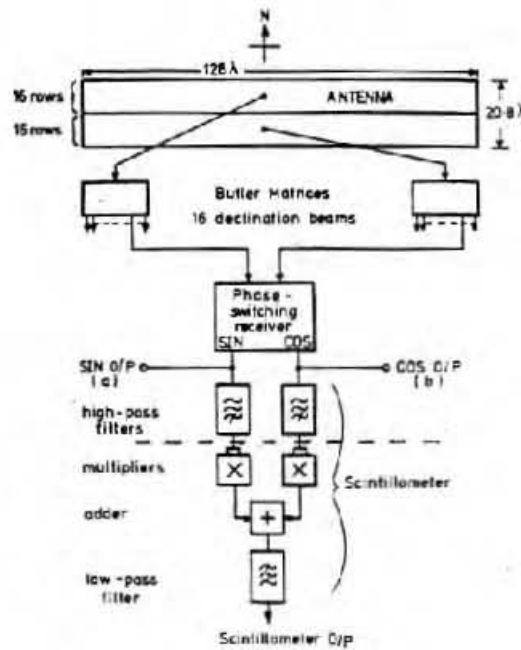 N
128 λ
16 rows
ANTENNA
20·8 λ
16 rows
Butler Matrices
16 declination beams
Phase-
switching
receiver
SIN COS
SIN O/P
(a)
COS O/P
(b)
high-pass
filters
multipliers
× ×
Scintillometer
adder
+
low-pass
filter
Scintillometer O/P